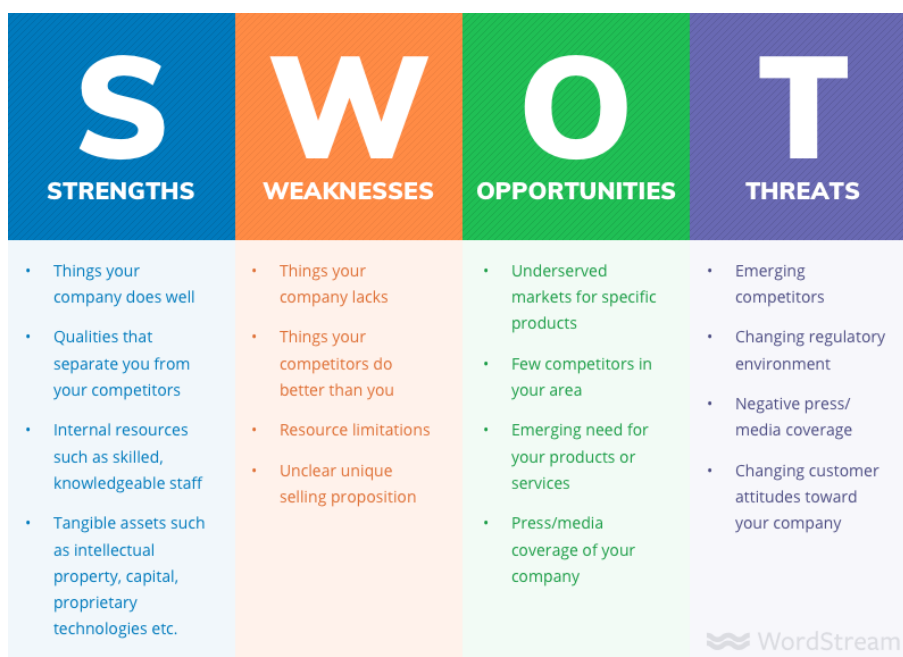 S
STRENGTHS
• Things your
company does well
• Qualities that
separate you from
your competitors
• Internal resources
such as skilled,
knowledgeable staff
• Tangible assets such
as intellectual
property, capital,
proprietary
technologies etc.
W
WEAKNESSES
• Things your
company lacks
• Things your
competitors do
better than you
• Resource limitations
• Unclear unique
selling proposition
O
OPPORTUNITIES
• Underserved
markets for specific
products
• Few competitors in
your area
• Emerging need for
your products or
services
• Press/media
coverage of your
company
T
THREATS
• Emerging
competitors
• Changing regulatory
environment
• Negative press/
media coverage
• Changing customer
attitudes toward
your company
WordStream